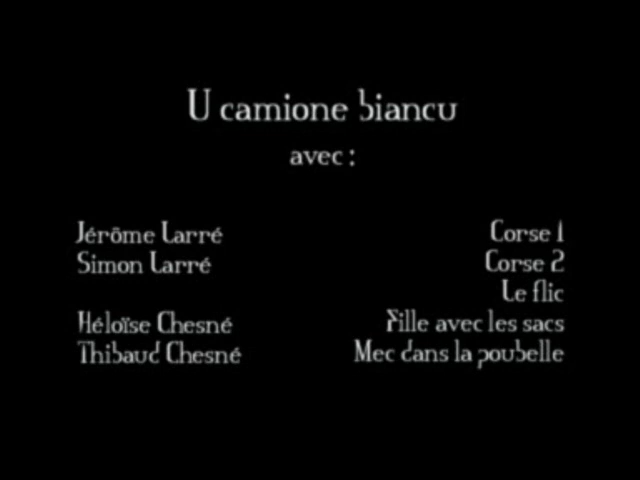 U camione biancu
avec :
Jérôme Larré Corse 1
Simon Larré Corse 2
Le flic
Héloïse Chesné Fille avec les sacs
Thibaud Chesné Mec dans la poubelle